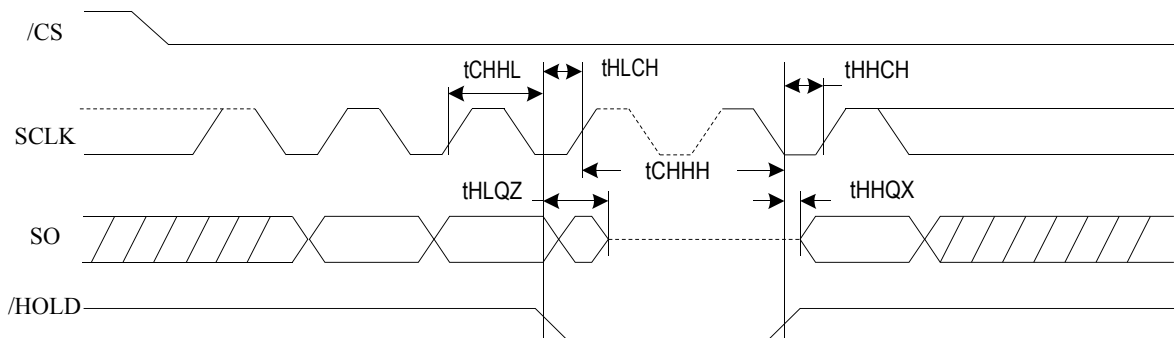 /CS
tCHHL
tHLCH
tHHCH
SCLK
tCHHH
tHLQZ
tHHQX
SO
/HOLD